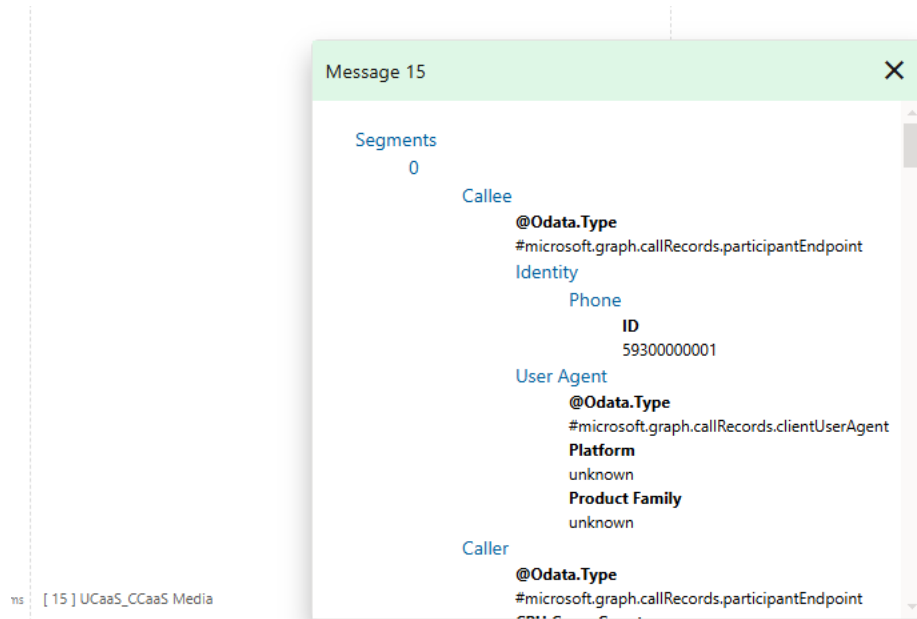 Message 15
Segments
0
Callee
@Odata.Type
#microsoft.graph.callRecords.participantEndpoint
Identity
Phone
ID
59300000001
User Agent
@Odata.Type
#microsoft.graph.callRecords.clientUserAgent
Platform
unknown
Product Family
unknown
Caller
@Odata.Type
[ 15 ] UCaaS_CCaaS Media
#microsoft.graph.callRecords.participantEndpoint